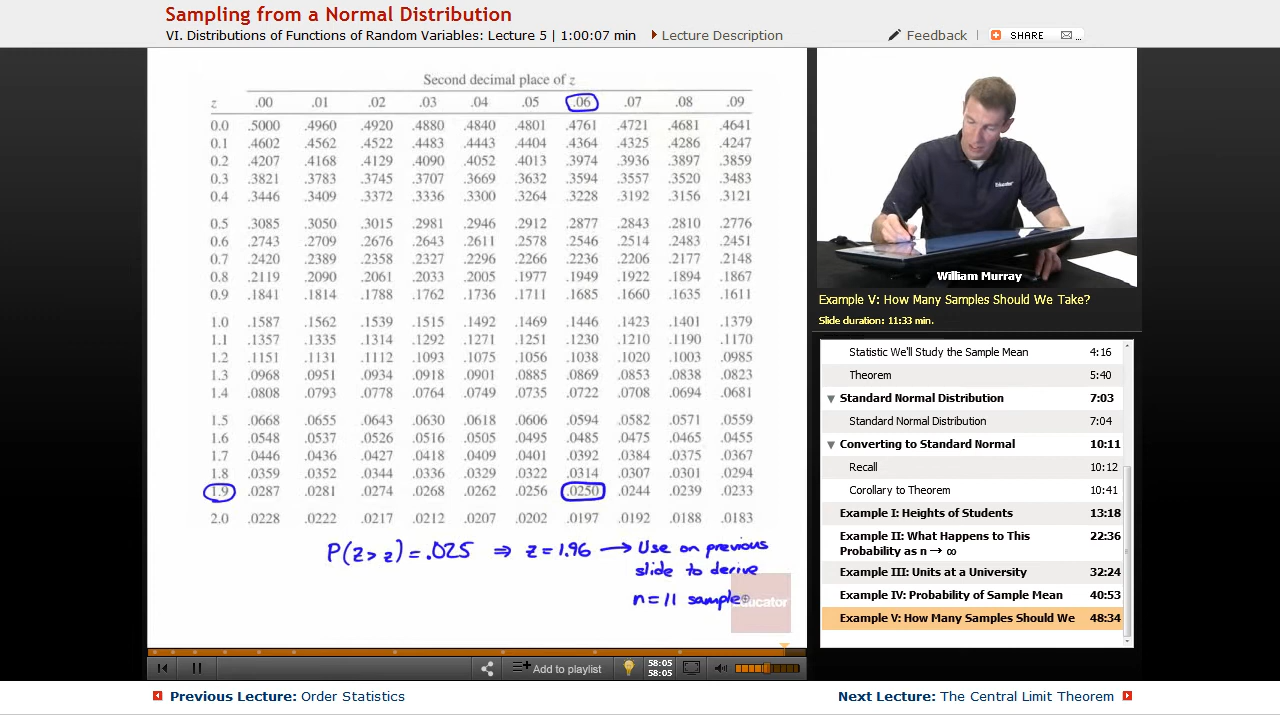 Sampling from a Normal Distribution
VI. Distributions of Functions of Random Variables: Lecture 5 | 1:00:07 min
Lecture Description
Feedback
SHARE
Second decimal place of z
z .00 .01 .02 .03 .04 .05 .06 .07 .08 .09
0.0 .5000 .4960 .4920 .4880 .4840 .4801 .4761 .4721 .4681 .4641
0.1 .4602 .4562 .4522 .4483 .4443 .4404 .4364 .4325 .4286 .4247
0.2 .4207 .4168 .4129 .4090 .4052 .4013 .3974 .3936 .3897 .3859
0.3 .3821 .3783 .3745 .3707 .3669 .3632 .3594 .3557 .3520 .3483
0.4 .3446 .3409 .3372 .3336 .3300 .3264 .3228 .3192 .3156 .3121
0.5 .3085 .3050 .3015 .2981 .2946 .2912 .2877 .2843 .2810 .2776
0.6 .2743 .2709 .2676 .2643 .2611 .2578 .2546 .2514 .2483 .2451
0.7 .2420 .2389 .2358 .2327 .2296 .2266 .2236 .2206 .2177 .2148
0.8 .2119 .2090 .2061 .2033 .2005 .1977 .1949 .1922 .1894 .1867
0.9 .1841 .1814 .1788 .1762 .1736 .1711 .1685 .1660 .1635 .1611
1.0 .1587 .1562 .1539 .1515 .1492 .1469 .1446 .1423 .1401 .1379
1.1 .1357 .1335 .1314 .1292 .1271 .1251 .1230 .1210 .1190 .1170
1.2 .1151 .1131 .1112 .1093 .1075 .1056 .1038 .1020 .1003 .0985
1.3 .0968 .0951 .0934 .0918 .0901 .0885 .0869 .0853 .0838 .0823
1.4 .0808 .0793 .0778 .0764 .0749 .0735 .0722 .0708 .0694 .0681
1.5 .0668 .0655 .0643 .0630 .0618 .0606 .0594 .0582 .0571 .0559
1.6 .0548 .0537 .0526 .0516 .0505 .0495 .0485 .0475 .0465 .0455
1.7 .0446 .0436 .0427 .0418 .0409 .0401 .0392 .0384 .0375 .0367
1.8 .0359 .0352 .0344 .0336 .0329 .0322 .0314 .0307 .0301 .0294
1.9 .0287 .0281 .0274 .0268 .0262 .0256 .0250 .0244 .0239 .0233
2.0 .0228 .0222 .0217 .0212 .0207 .0202 .0197 .0192 .0188 .0183
P(Z > z) = .025 ⇒ z = 1.96 → Use on previous
slide to derive
n = 11 samples
Educator
Educator
William Murray
Example V: How Many Samples Should We Take?
Slide duration: 11:33 min.
Statistic We'll Study the Sample Mean 4:16
Theorem 5:40
Standard Normal Distribution 7:03
Standard Normal Distribution 7:04
Converting to Standard Normal 10:11
Recall 10:12
Corollary to Theorem 10:41
Example I: Heights of Students 13:18
Example II: What Happens to This
Probability as n → ∞ 22:36
Example III: Units at a University 32:24
Example IV: Probability of Sample Mean 40:53
Example V: How Many Samples Should We 48:34
Add to playlist
58:05
58:05
Previous Lecture: Order Statistics
Next Lecture: The Central Limit Theorem